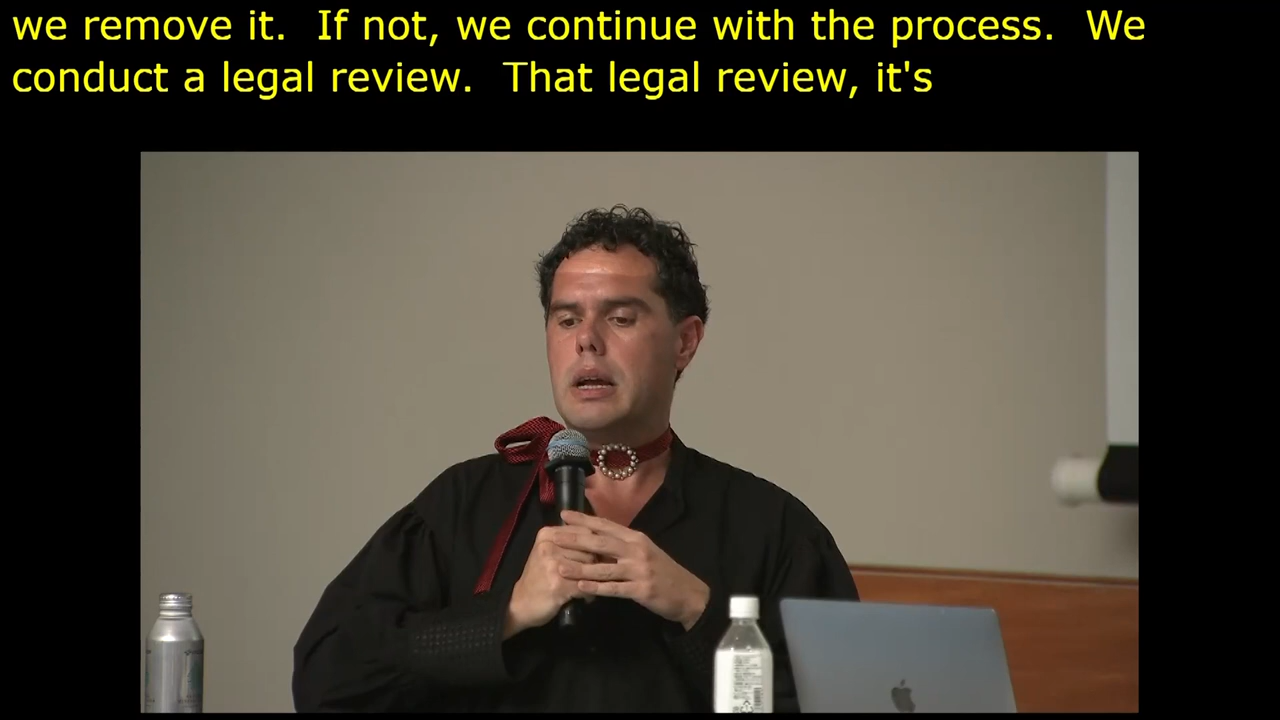 we remove it.  If not, we continue with the process.  We
conduct a legal review.  That legal review, it's